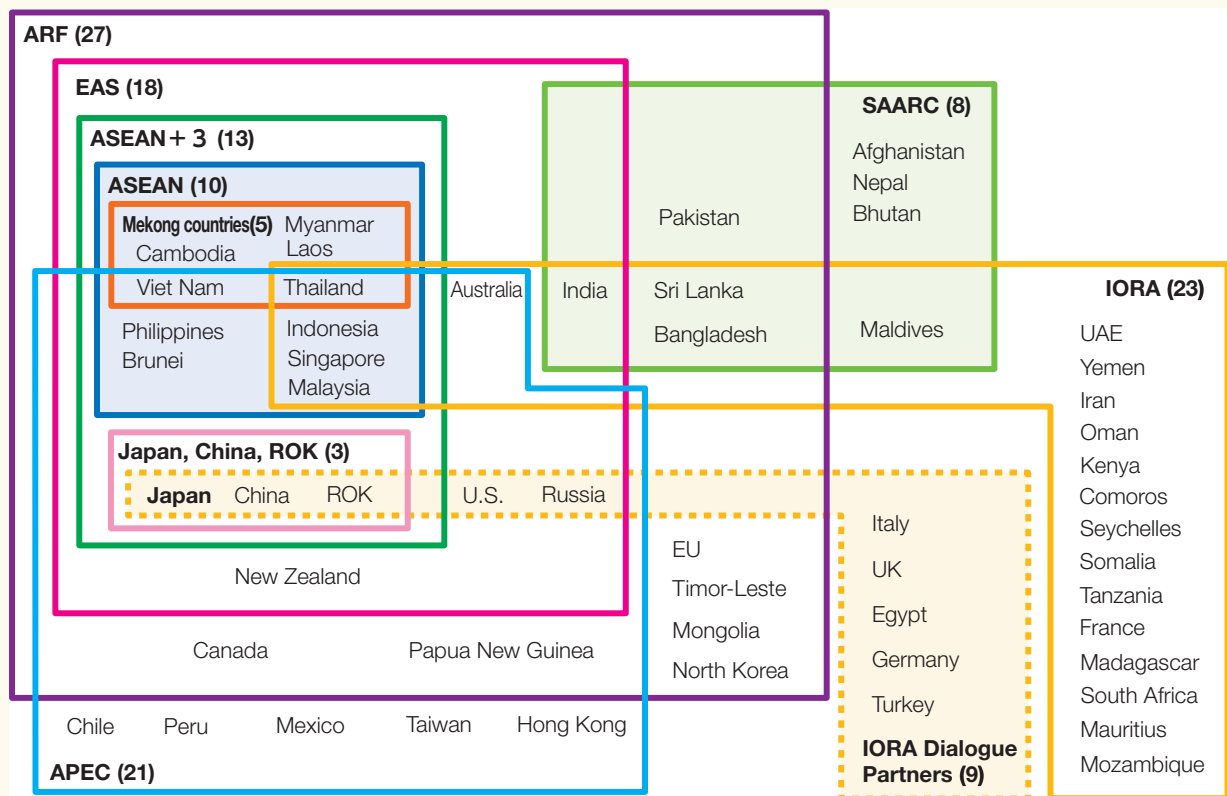 ARF (27)
EAS (18)
SAARC (8)
ASEAN+3 (13)
Afghanistan
Nepal
Bhutan
ASEAN (10)
Mekong countries(5) Myanmar
Cambodia Laos
Pakistan
Viet Nam Thailand Australia India Sri Lanka IORA (23)
Philippines Indonesia Bangladesh Maldives
Brunei Singapore
Malaysia
UAE
Yemen
Iran
Oman
Kenya
Comoros
Seychelles
Somalia
Tanzania
France
Madagascar
South Africa
Mauritius
Mozambique
Japan, China, ROK (3)
Japan China ROK U.S. Russia
Italy
UK
Egypt
Germany
Turkey
IORA Dialogue
Partners (9)
EU
Timor-Leste
Mongolia
North Korea
New Zealand
Canada Papua New Guinea
Chile Peru Mexico Taiwan Hong Kong
APEC (21)